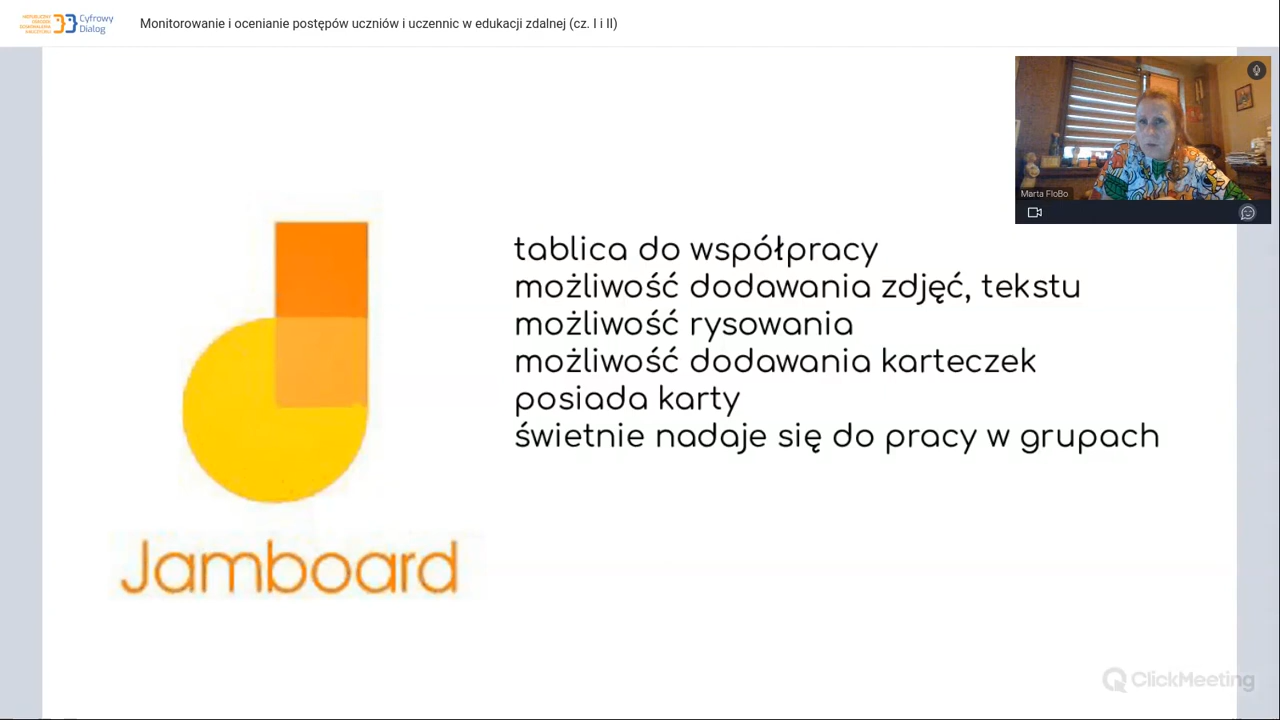 Cyfrowy
Dialog
Monitorowanie i ocenianie postępów uczniów i uczennic w edukacji zdalnej (cz. I i II)
Marta FloBo
tablica do współpracy
możliwość dodawania zdjęć, tekstu
możliwość rysowania
możliwość dodawania karteczek
posiada karty
świetnie nadaje się do pracy w grupach
Jamboard
ClickMeeting